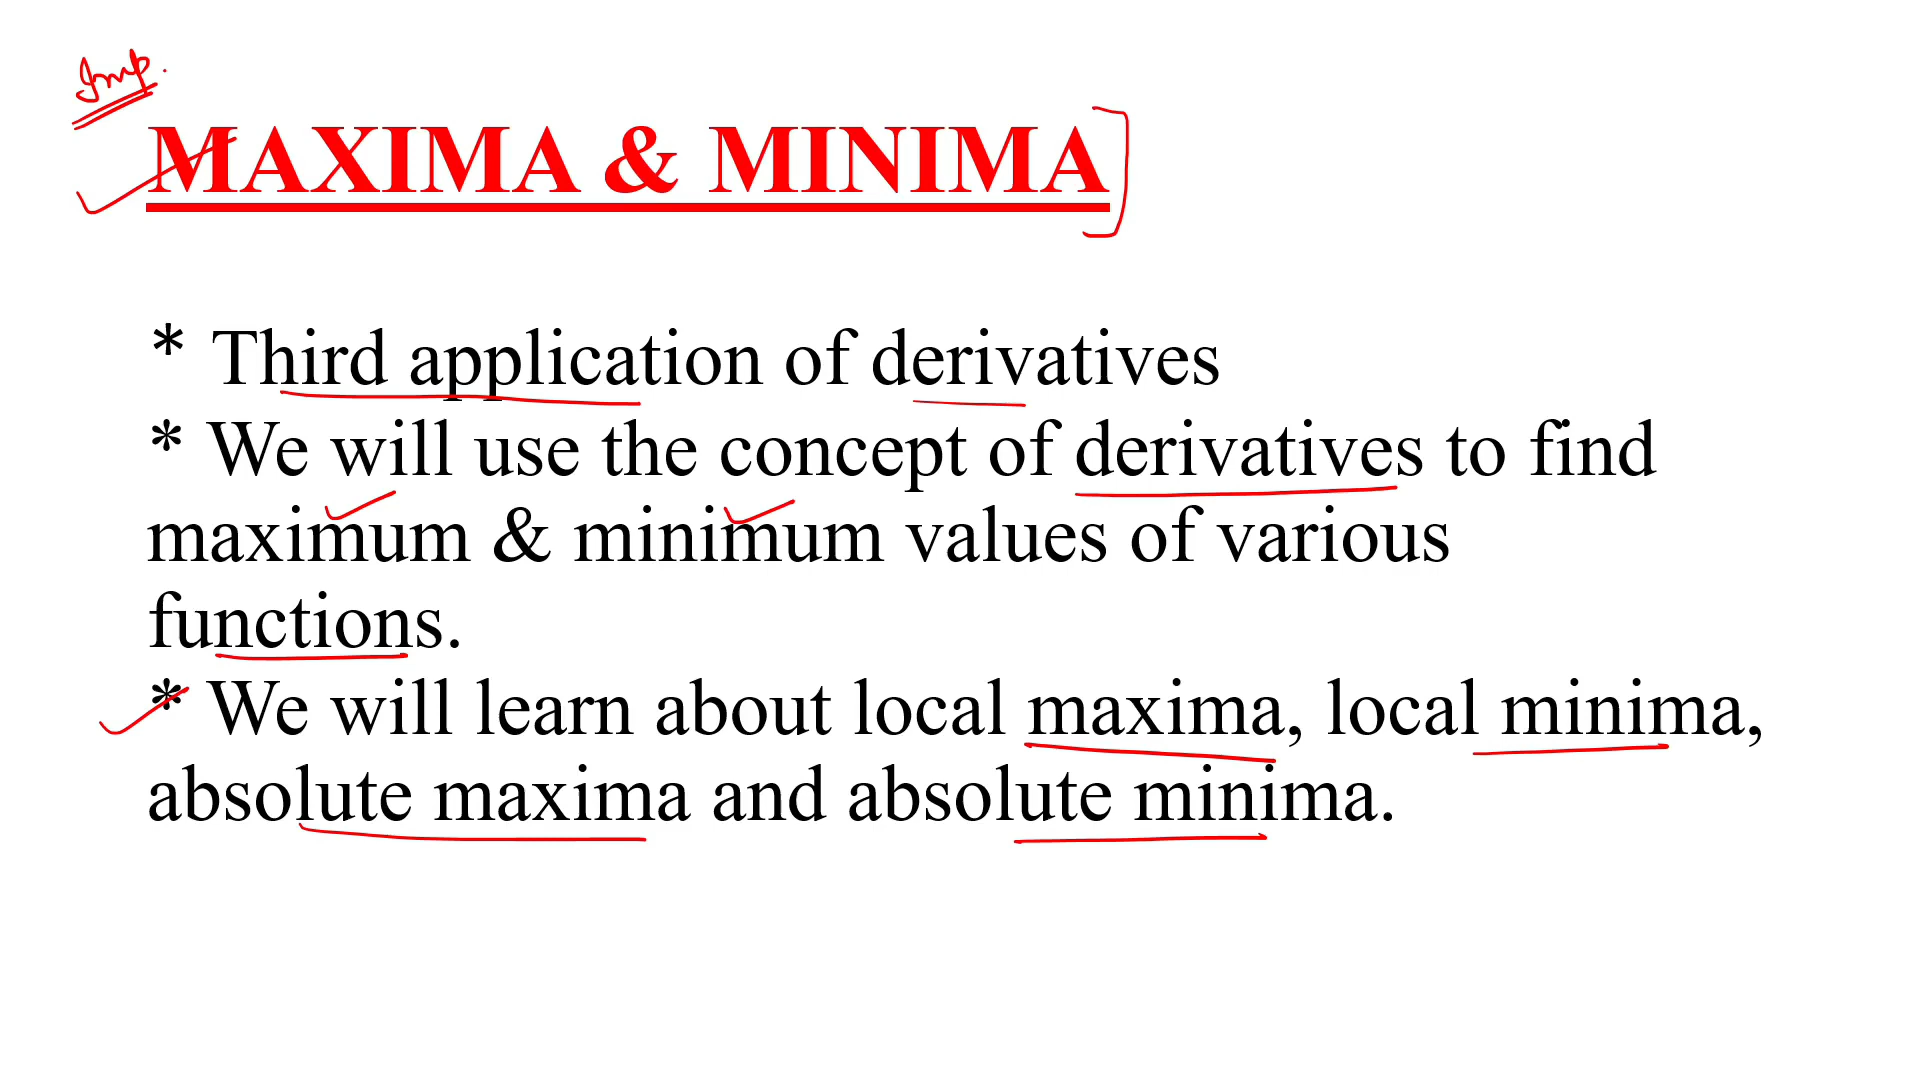 Imp.
MAXIMA & MINIMA
* Third application of derivatives
* We will use the concept of derivatives to find
maximum & minimum values of various
functions.
* We will learn about local maxima, local minima,
absolute maxima and absolute minima.